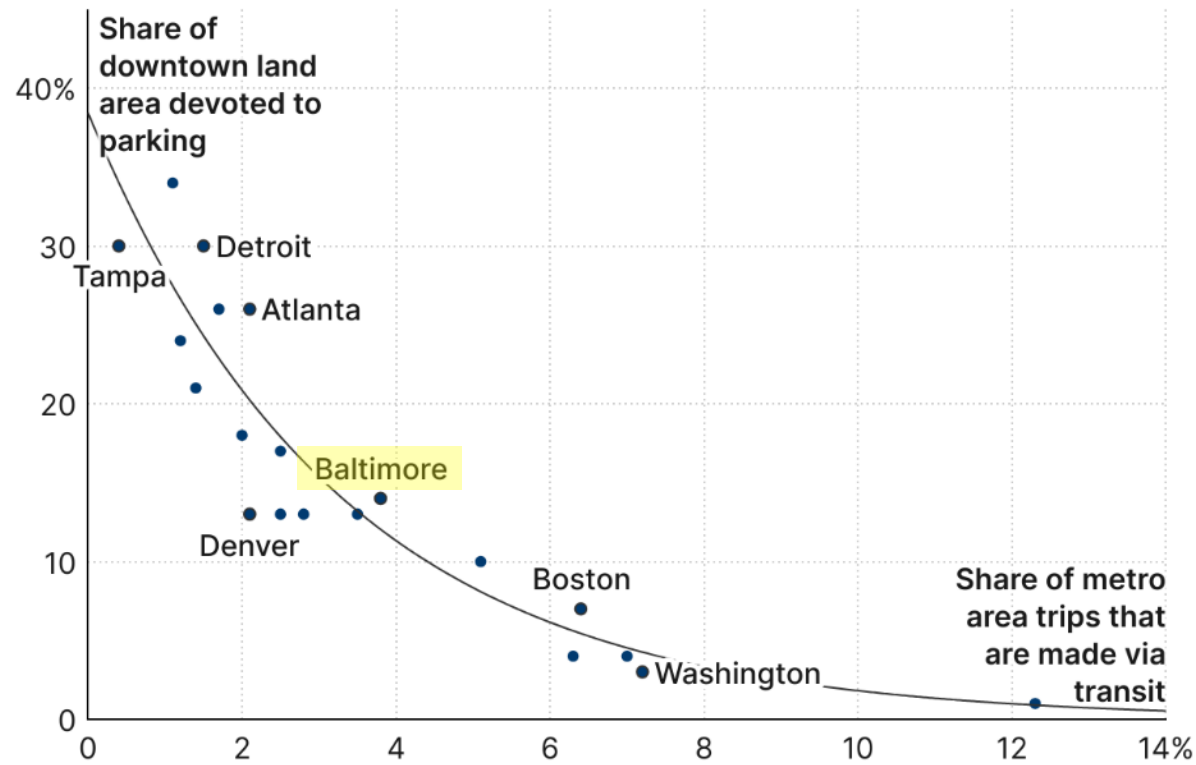 Share of
downtown land
area devoted to
parking
40%
30
20
10
0
Detroit
Tampa
Atlanta
Baltimore
Denver
Boston
Washington
Share of metro
area trips that
are made via
transit
0 2 4 6 8 10 12 14%